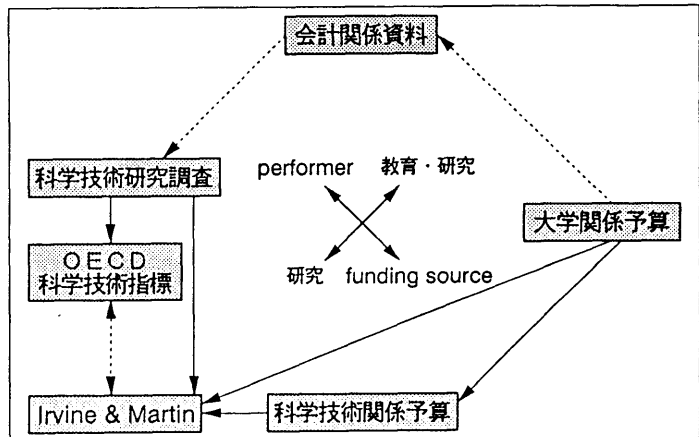 会計関係資料
科学技術研究調査
performer 教育・研究
大学関係予算
OECD
科学技術指標
研究 funding source
Irvine & Martin
科学技術関係予算